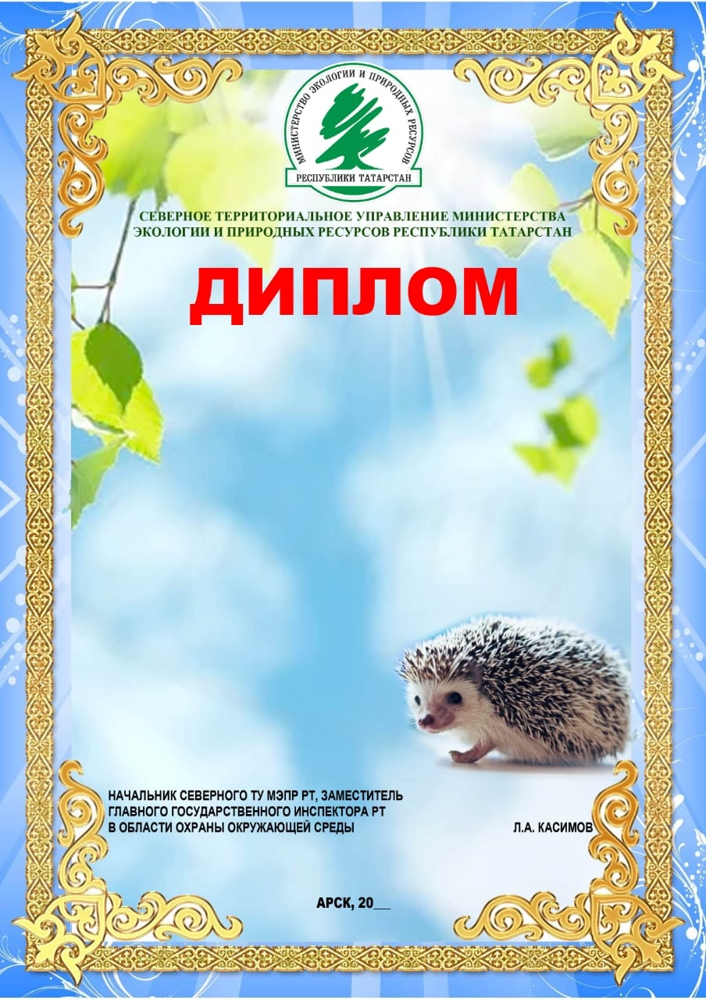 МИНИСТЕРСТВО ЭКОЛОГИИ И ПРИРОДНЫХ РЕСУРСОВ
РЕСПУБЛИКИ ТАТАРСТАН
СЕВЕРНОЕ ТЕРРИТОРИАЛЬНОЕ УПРАВЛЕНИЕ МИНИСТЕРСТВА
ЭКОЛОГИИ И ПРИРОДНЫХ РЕСУРСОВ РЕСПУБЛИКИ ТАТАРСТАН
ДИПЛОМ
НАЧАЛЬНИК СЕВЕРНОГО ТУ МЭПР РТ, ЗАМЕСТИТЕЛЬ
ГЛАВНОГО ГОСУДАРСТВЕННОГО ИНСПЕКТОРА РТ
В ОБЛАСТИ ОХРАНЫ ОКРУЖАЮЩЕЙ СРЕДЫ Л.А. КАСИМОВ
АРСК, 20__